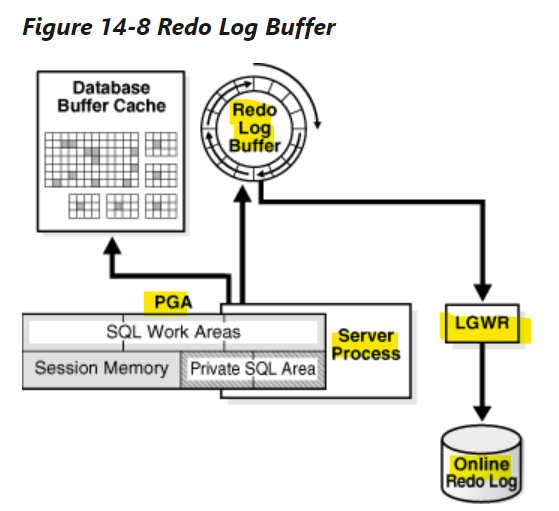 Figure 14-8 Redo Log Buffer
Database
Buffer Cache
Redo
Log
Buffer
PGA
SQL Work Areas
Session Memory
Private SQL Area
Server
Process
LGWR
Online
Redo Log